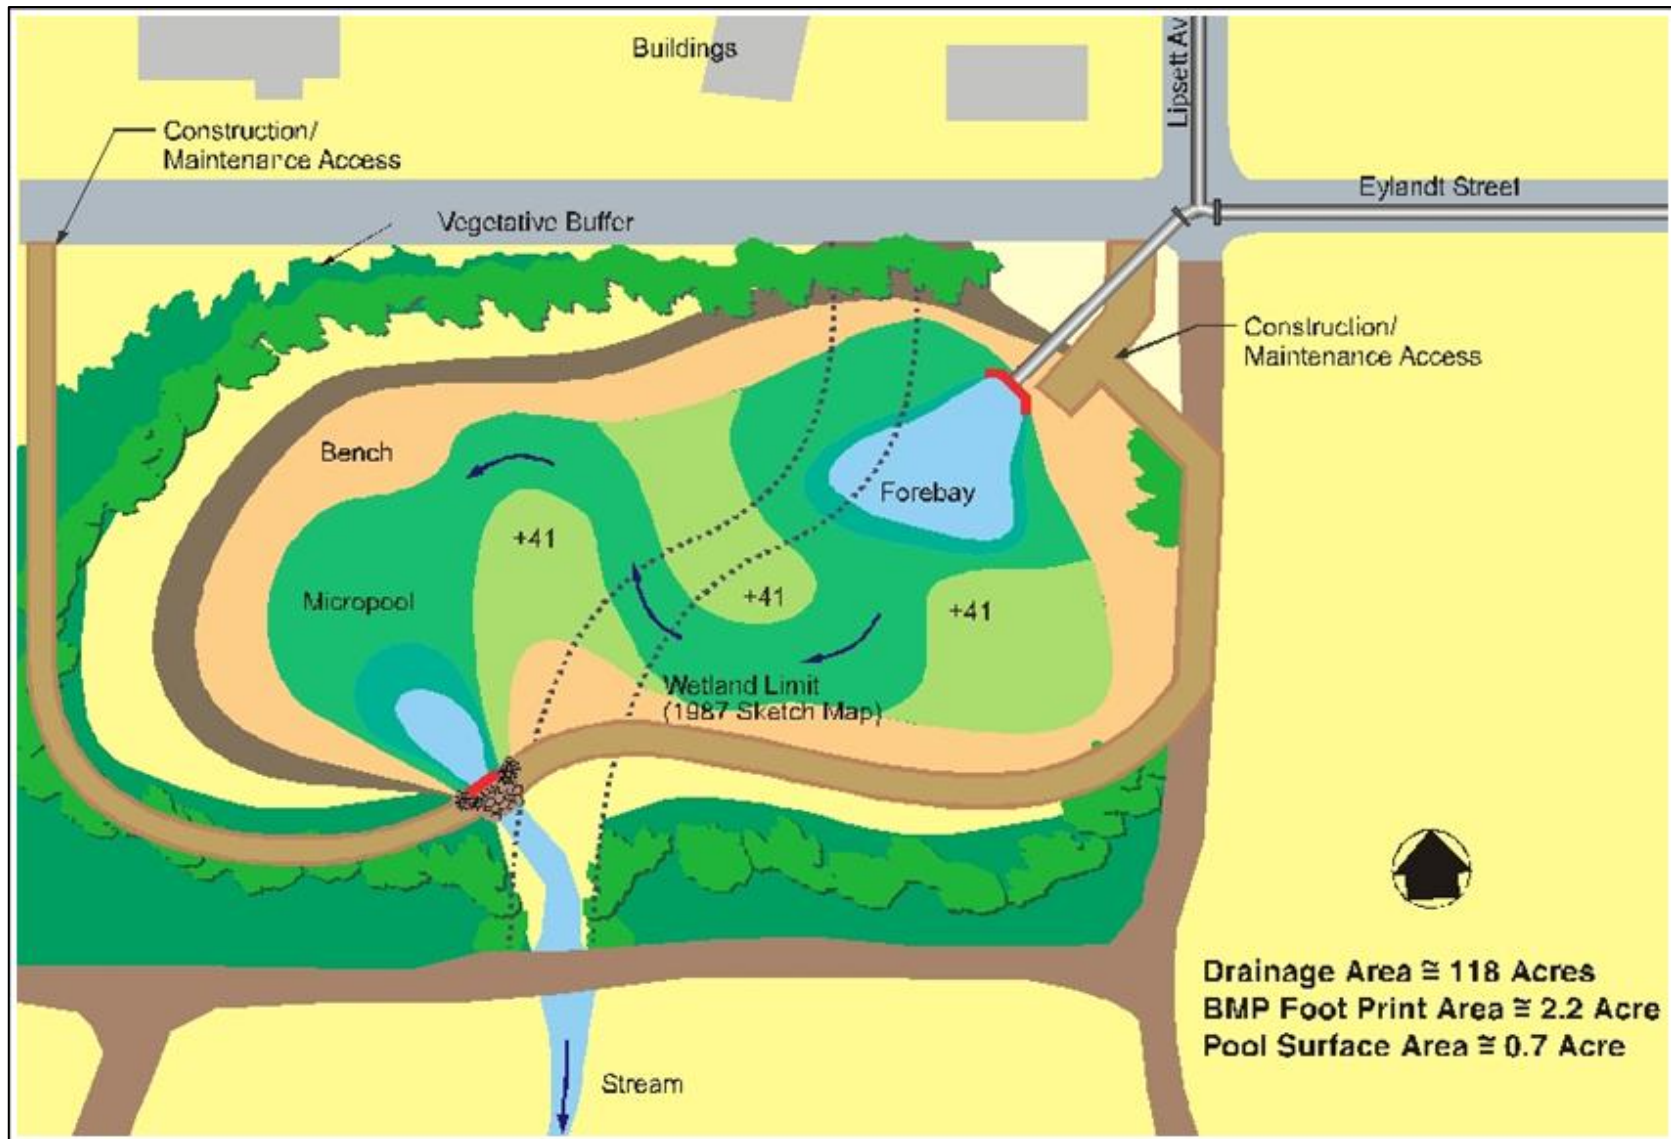 Buildings
Lipsett Av
Construction/
Maintenance Access
Eylandt Street
Vegetative Buffer
Construction/
Maintenance Access
Bench
Forebay
+41
Micropool
+41
+41
Wetland Limit
(1987 Sketch Map)
Drainage Area ≅ 118 Acres
BMP Foot Print Area ≅ 2.2 Acre
Pool Surface Area ≅ 0.7 Acre
Stream